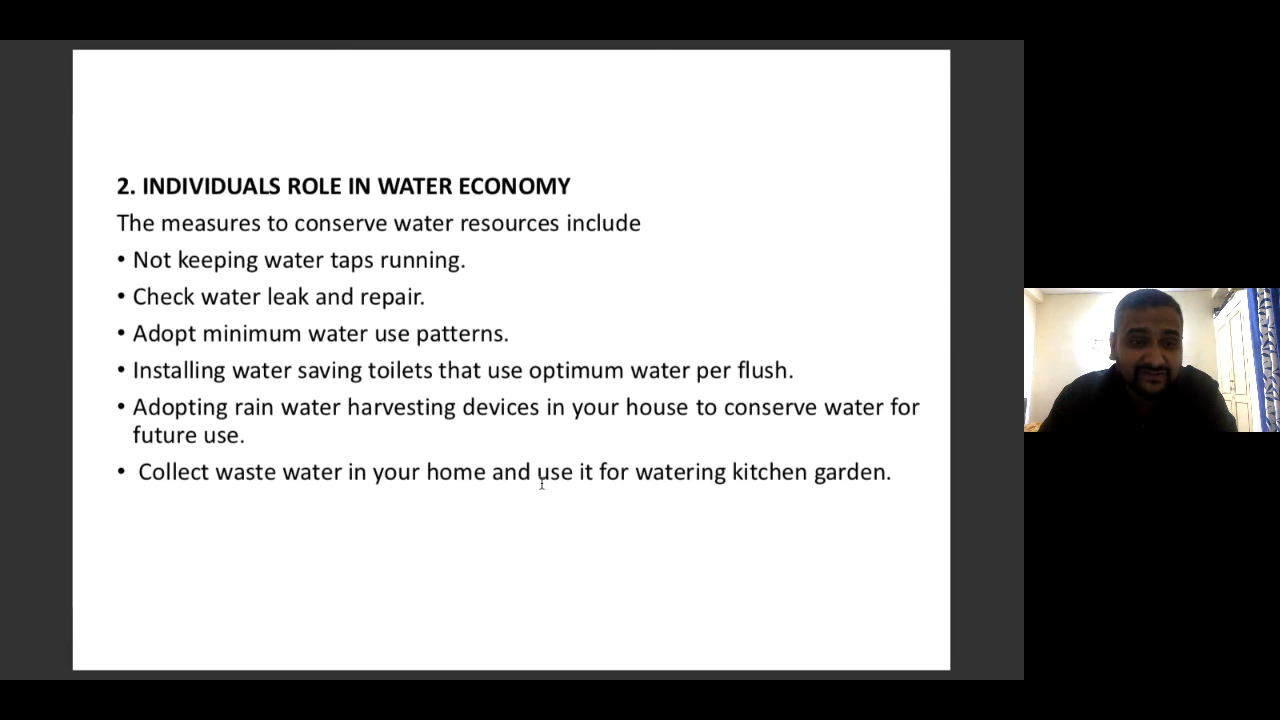 2. INDIVIDUALS ROLE IN WATER ECONOMY
The measures to conserve water resources include
• Not keeping water taps running.
• Check water leak and repair.
• Adopt minimum water use patterns.
• Installing water saving toilets that use optimum water per flush.
• Adopting rain water harvesting devices in your house to conserve water for
future use.
• Collect waste water in your home and use it for watering kitchen garden.